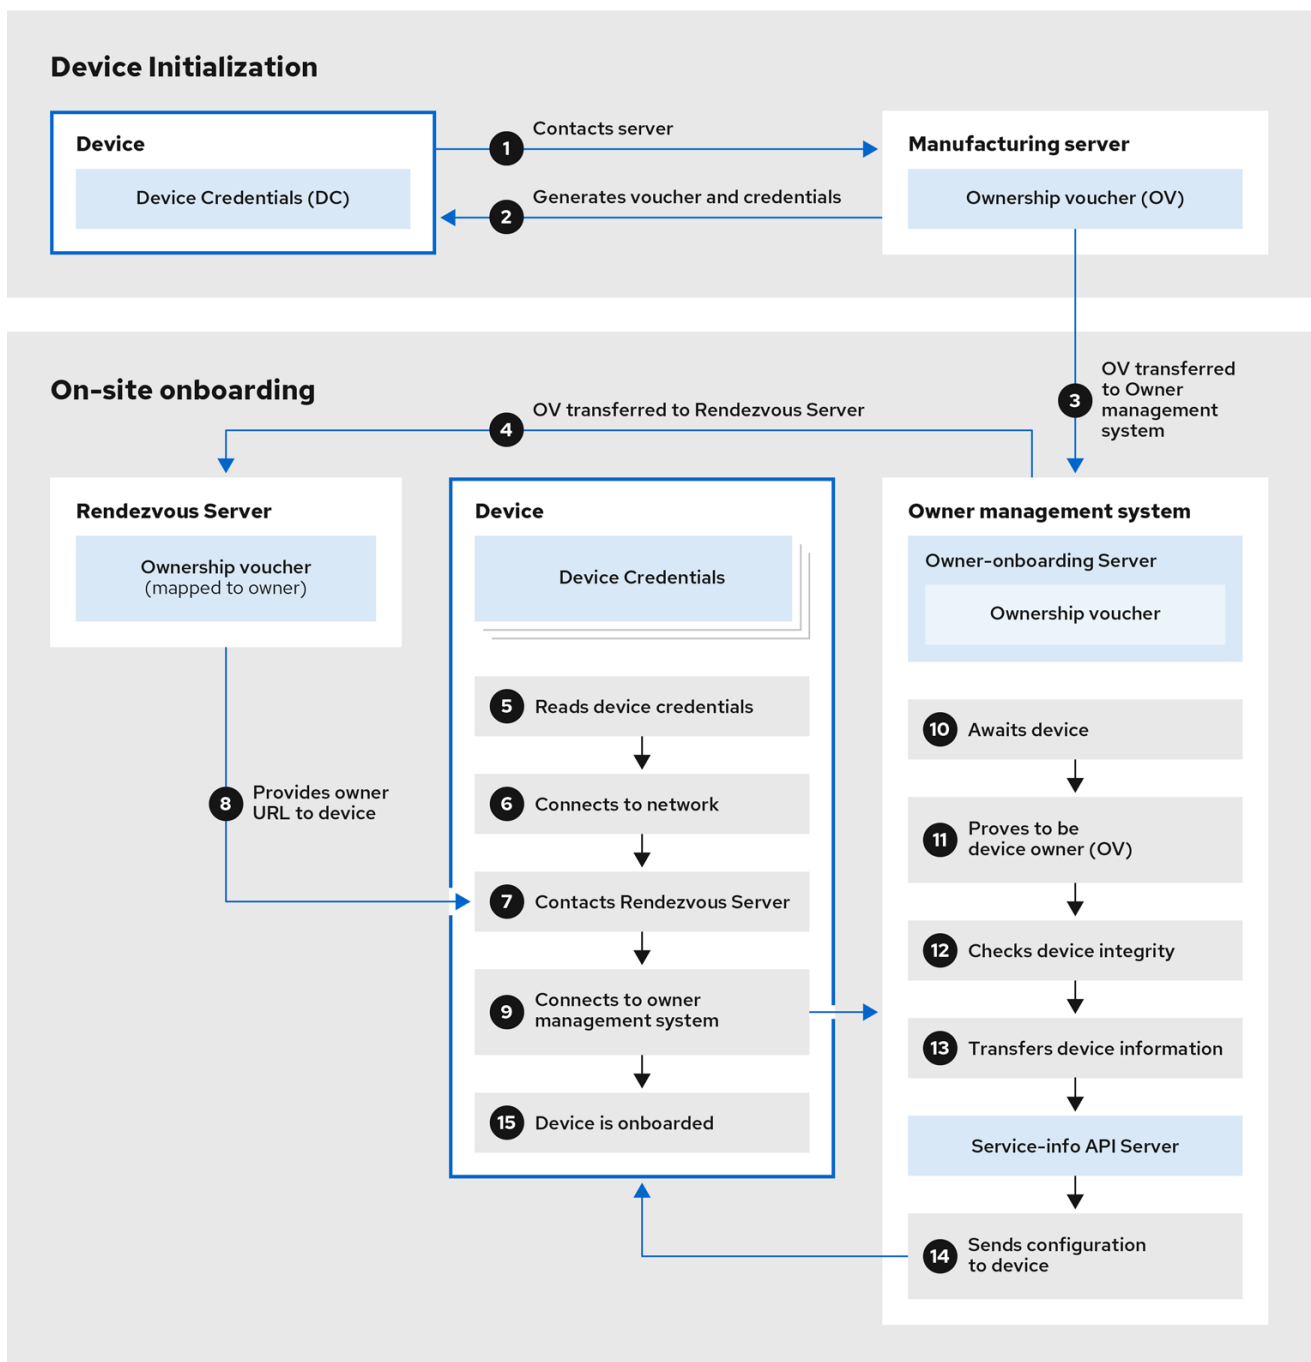 Device Initialization
Device
Device Credentials (DC)
1
Contacts server
2
Generates voucher and credentials
Manufacturing server
Ownership voucher (OV)
On-site onboarding
3
OV transferred
to Owner
management
system
4
OV transferred to Rendezvous Server
Rendezvous Server
Ownership voucher
(mapped to owner)
8
Provides owner
URL to device
Device
Device Credentials
5 Reads device credentials
6 Connects to network
7 Contacts Rendezvous Server
9 Connects to owner
management system
15 Device is onboarded
Owner management system
Owner-onboarding Server
Ownership voucher
10 Awaits device
11 Proves to be
device owner (OV)
12 Checks device integrity
13 Transfers device information
Service-info API Server
14 Sends configuration
to device